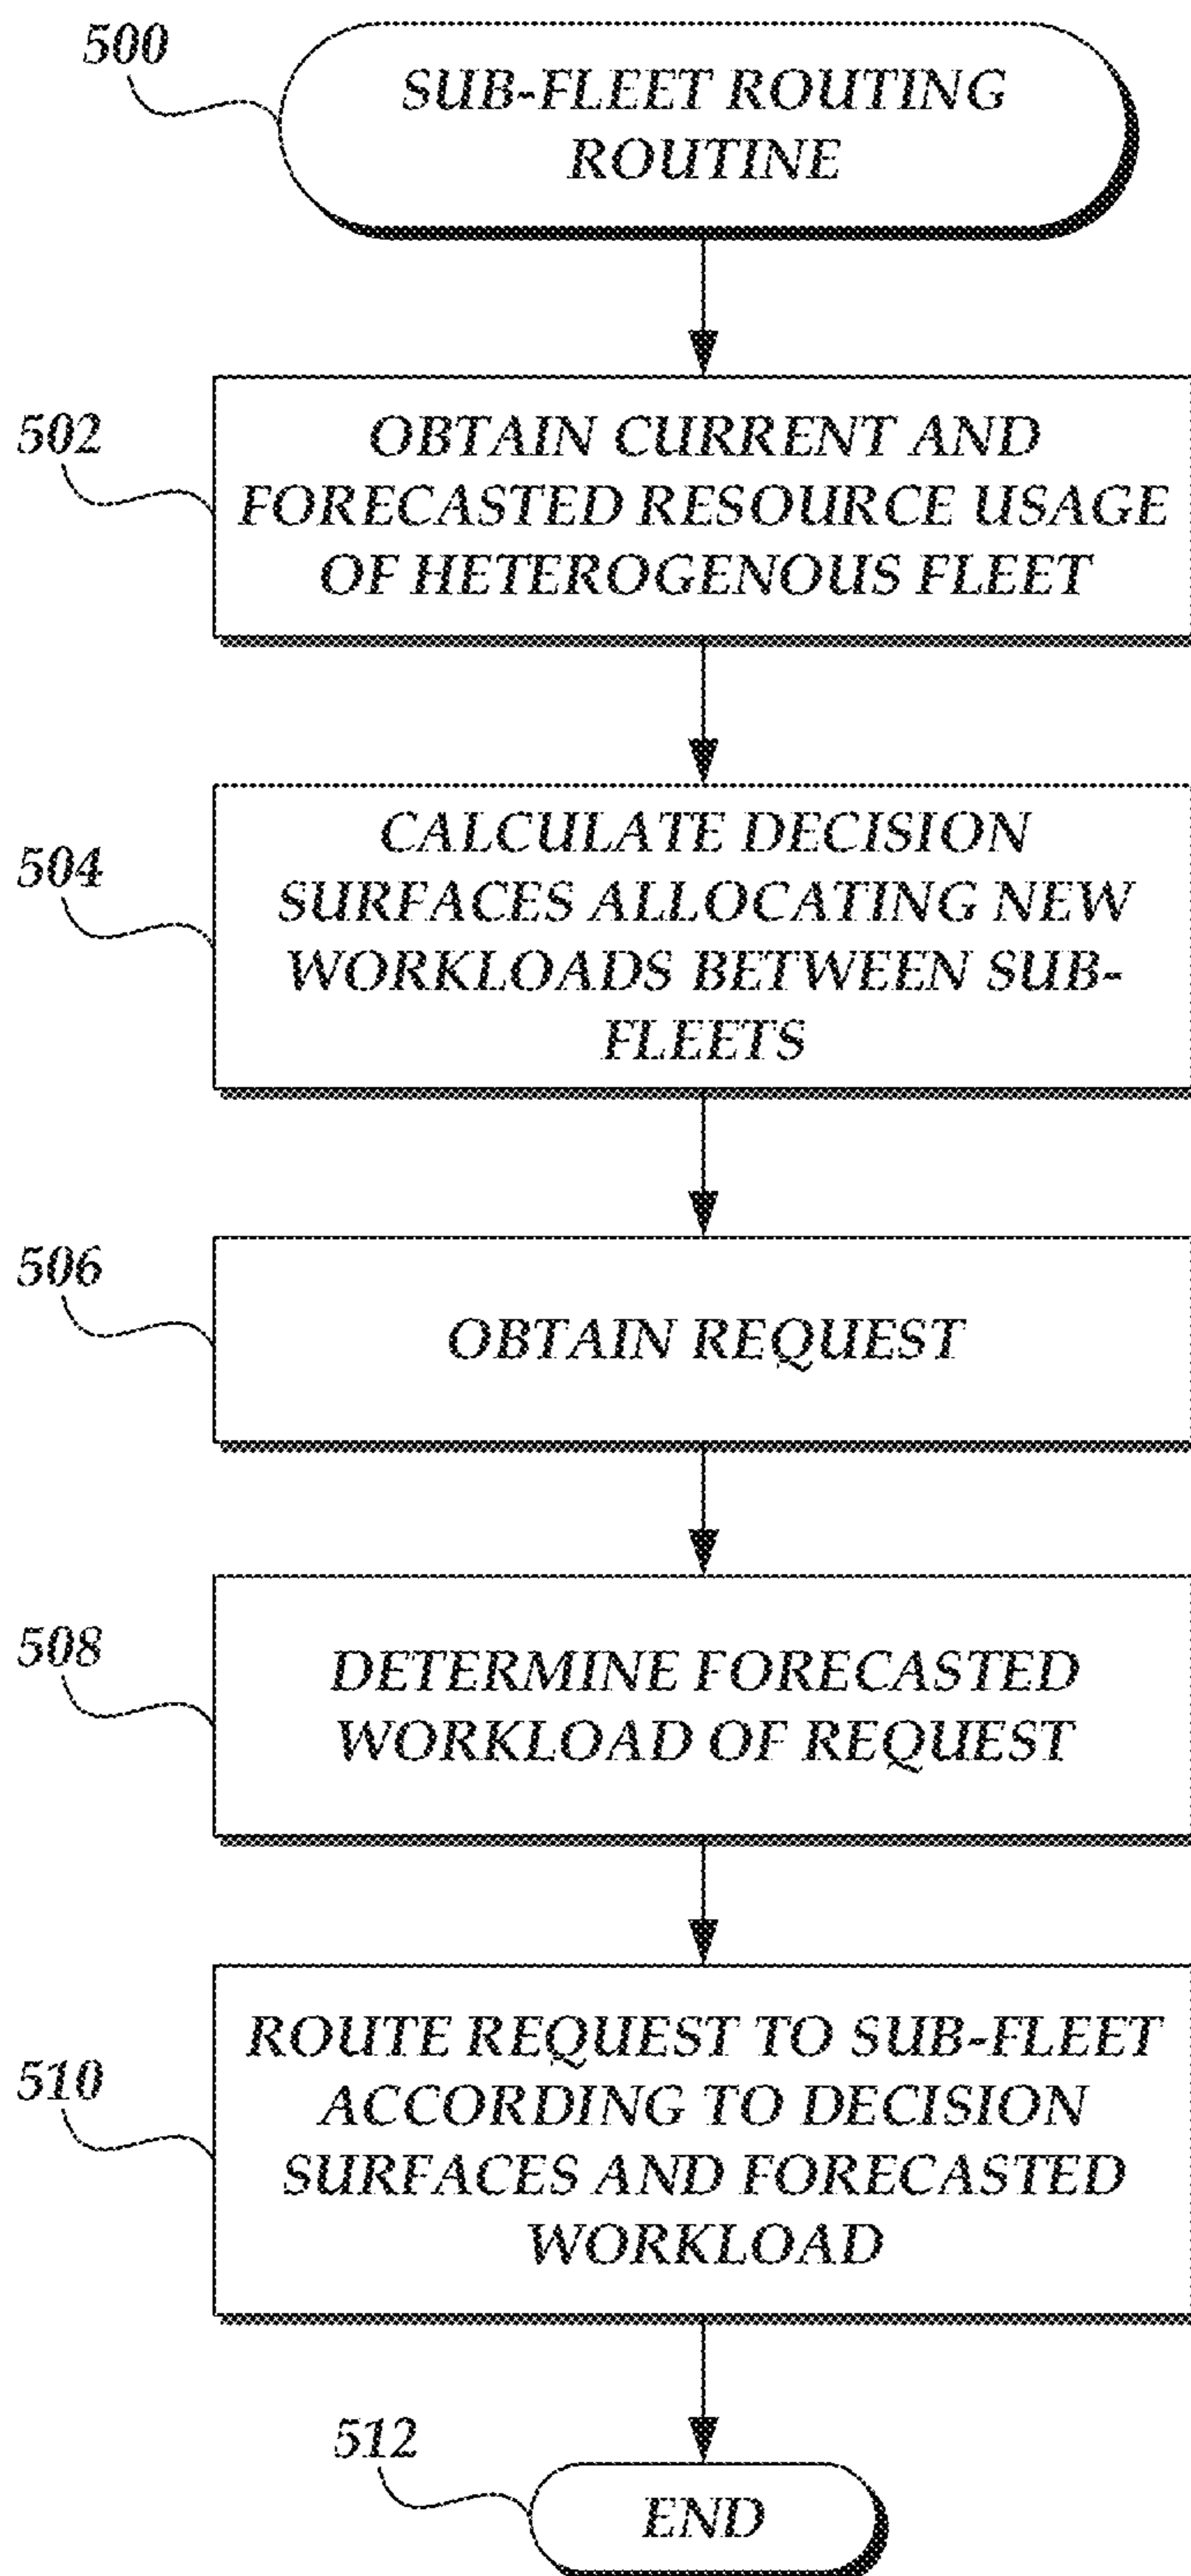 500
SUB-FLEET ROUTING
ROUTINE
502
OBTAIN CURRENT AND
FORECASTED RESOURCE USAGE
OF HETEROGENOUS FLEET
504
CALCULATE DECISION
SURFACES ALLOCATING NEW
WORKLOADS BETWEEN SUB-
FLEETS
506
OBTAIN REQUEST
508
DETERMINE FORECASTED
WORKLOAD OF REQUEST
510
ROUTE REQUEST TO SUB-FLEET
ACCORDING TO DECISION
SURFACES AND FORECASTED
WORKLOAD
512
END